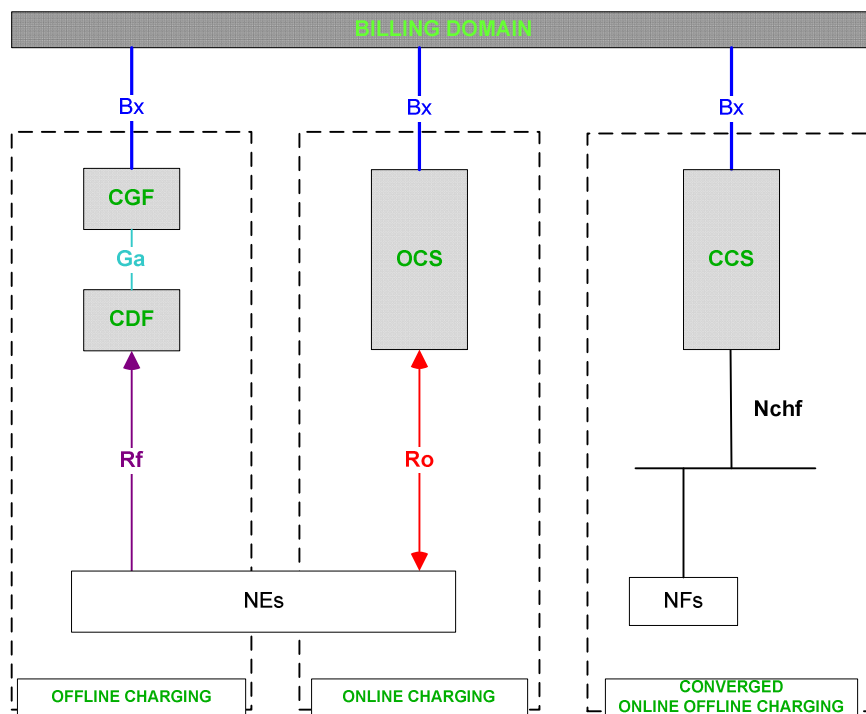 BILLING DOMAIN
Bx
Bx
Bx
CGF
Ga
CDF
OCS
CCS
Nchf
Rf
Ro
NEs
NFs
OFFLINE CHARGING
ONLINE CHARGING
CONVERGED
ONLINE OFFLINE CHARGING